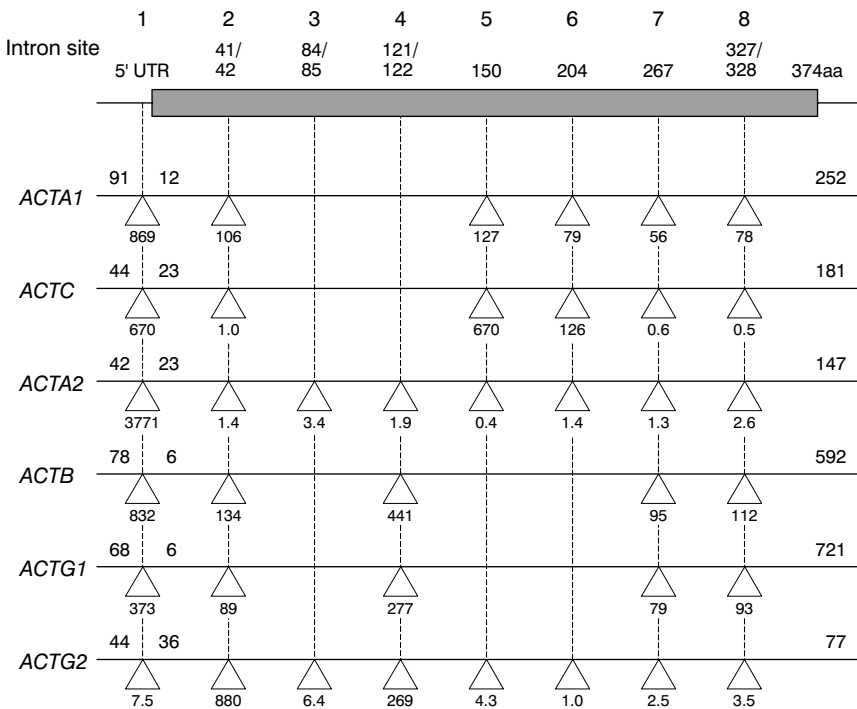 1 2 3 4 5 6 7 8
Intron site 41/ 84/ 121/ 327/
5' UTR 42 85 122 150 204 267 328 374aa
91 12 252
ACTA1
869 106 127 79 56 78
44 23 181
ACTC
670 1.0 670 126 0.6 0.5
42 23 147
ACTA2
3771 1.4 3.4 1.9 0.4 1.4 1.3 2.6
78 6 592
ACTB
832 134 441 95 112
68 6 721
ACTG1
373 89 277 79 93
44 36 77
ACTG2
7.5 880 6.4 269 4.3 1.0 2.5 3.5